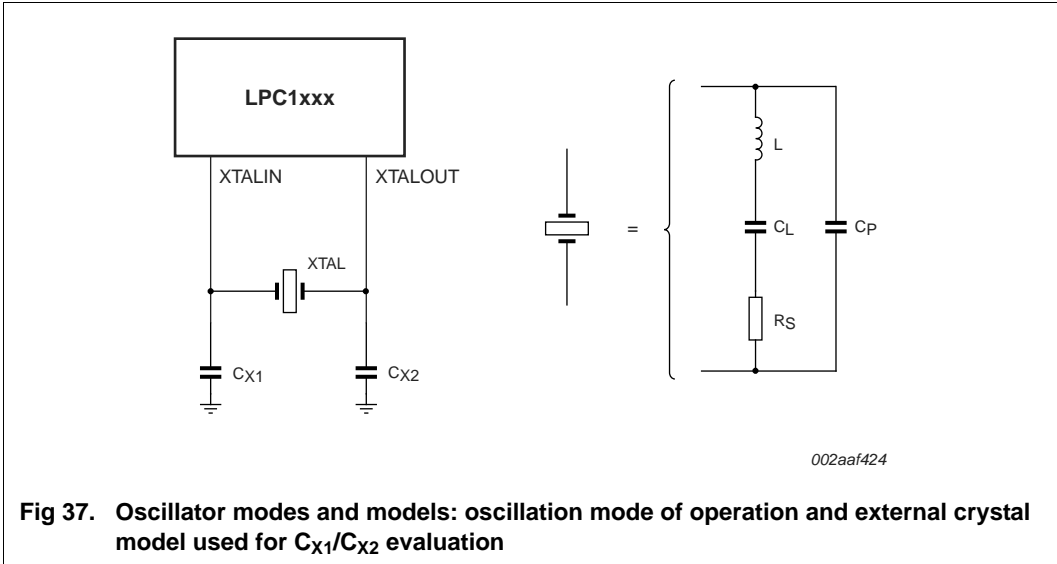 LPC1xxx
XTALIN
XTALOUT
XTAL
CX1
CX2
=
L
CL
CP
RS
002aaf424
Fig 37. Oscillator modes and models: oscillation mode of operation and external crystal
model used for CX1/CX2 evaluation